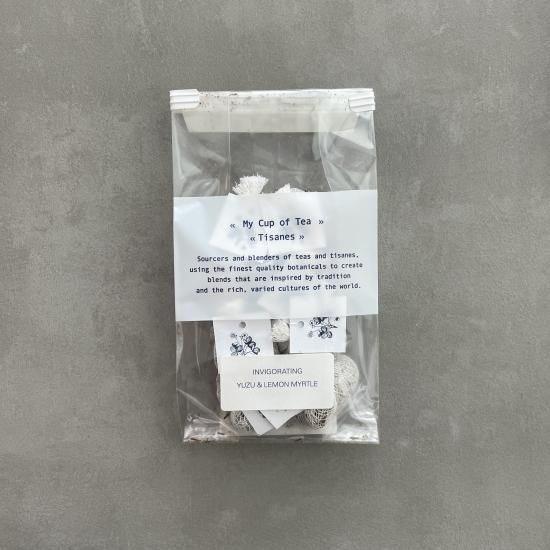 « My Cup of Tea »
« Tisanes »
Sourcers and blenders of teas and tisanes,
using the finest quality botanicals to create
blends that are inspired by tradition
and the rich, varied cultures of the world.
INVIGORATING
YUZU & LEMON MYRTLE